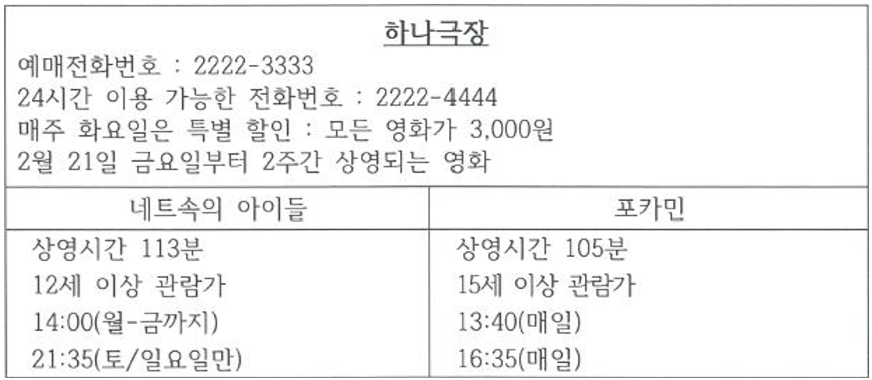 하나극장
예매전화번호 : 2222-3333
24시간 이용 가능한 전화번호 : 2222-4444
매주 화요일은 특별 할인 : 모든 영화가 3,000원
2월 21일 금요일부터 2주간 상영되는 영화
네트속의 아이들
포카민
상영시간 113분
12세 이상 관람가
14:00(월-금까지)
21:35(토/일요일만)
상영시간 105분
15세 이상 관람가
13:40(매일)
16:35(매일)